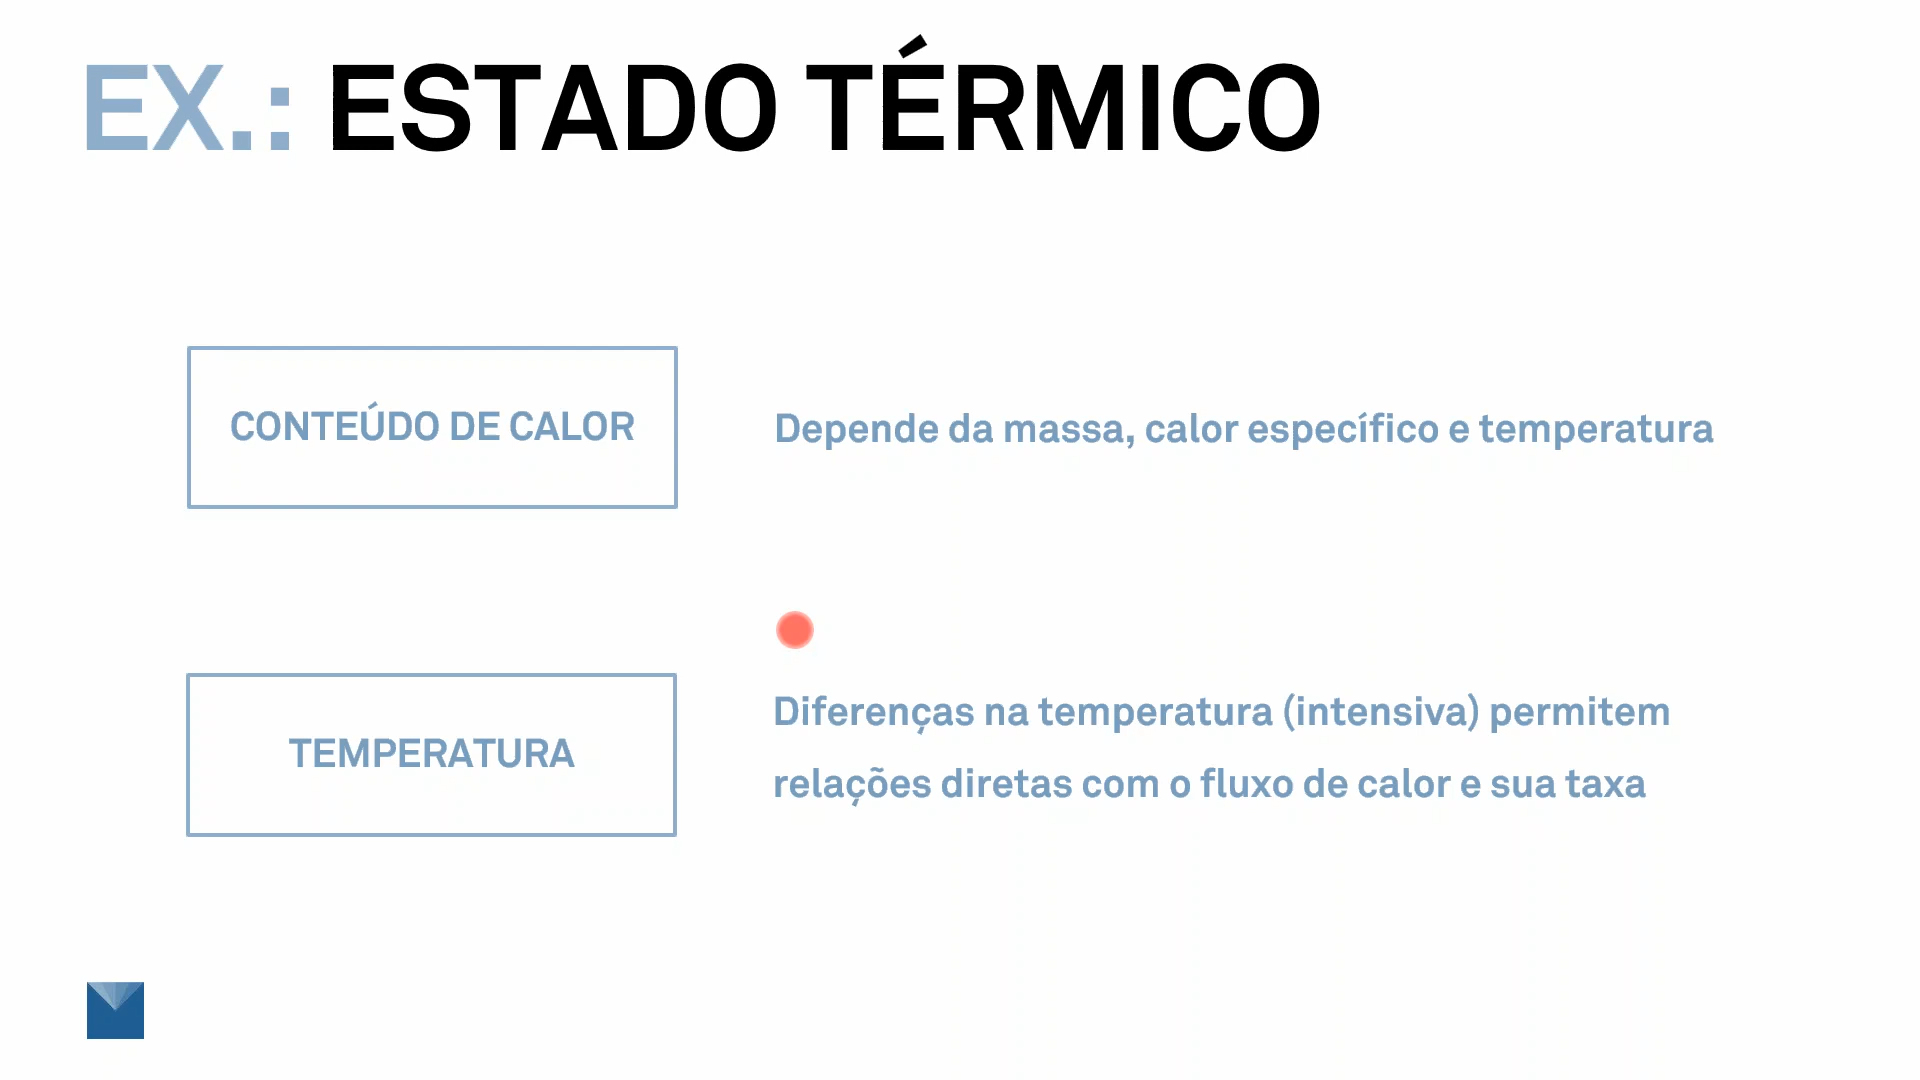 EX.: ESTADO TÉRMICO
CONTEÚDO DE CALOR
Depende da massa, calor específico e temperatura
TEMPERATURA
Diferenças na temperatura (intensiva) permitem
relações diretas com o fluxo de calor e sua taxa